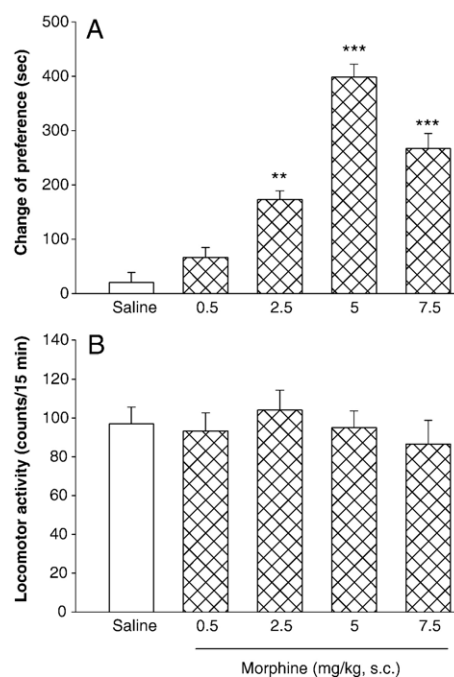 A
Change of preference (sec)
500
400
300
200
100
0
**
***
***
Saline 0.5 2.5 5 7.5
B
Locomotor activity (counts/15 min)
140
120
100
80
60
40
20
0
Saline 0.5 2.5 5 7.5
Morphine (mg/kg, s.c.)